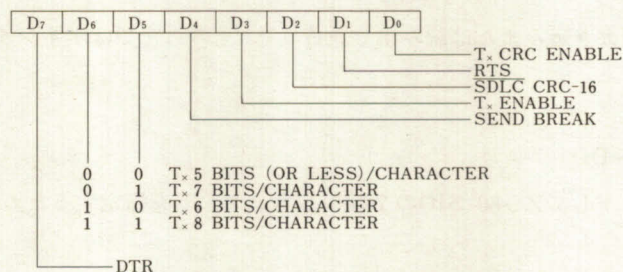 D₇ D₆ D₅ D₄ D₃ D₂ D₁ D₀
Tₓ CRC ENABLE
RTS
SDLC CRC-16
Tₓ ENABLE
SEND BREAK
0 0 Tₓ 5 BITS (OR LESS)/CHARACTER
0 1 Tₓ 7 BITS/CHARACTER
1 0 Tₓ 6 BITS/CHARACTER
1 1 Tₓ 8 BITS/CHARACTER
DTR